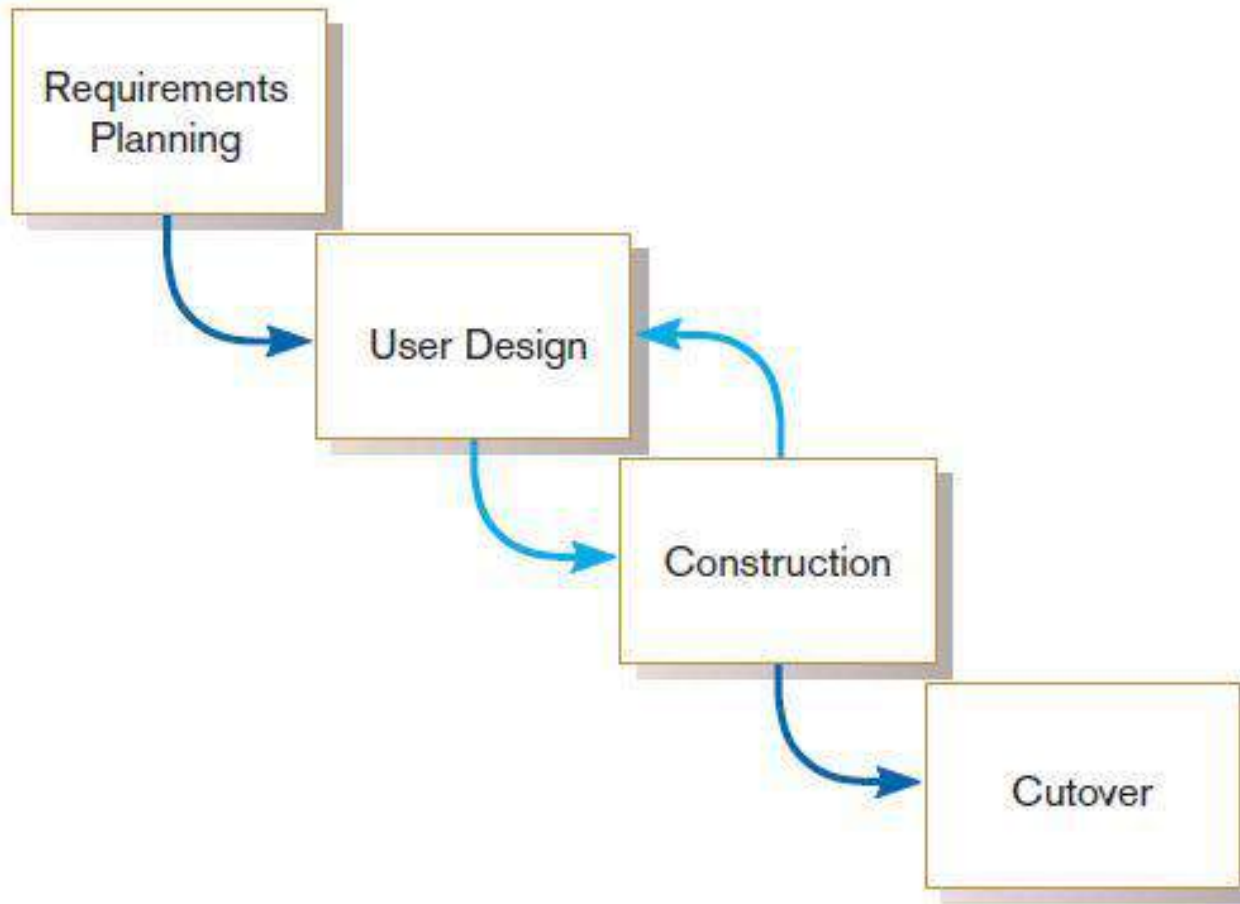 Requirements
Planning
User Design
Construction
Cutover